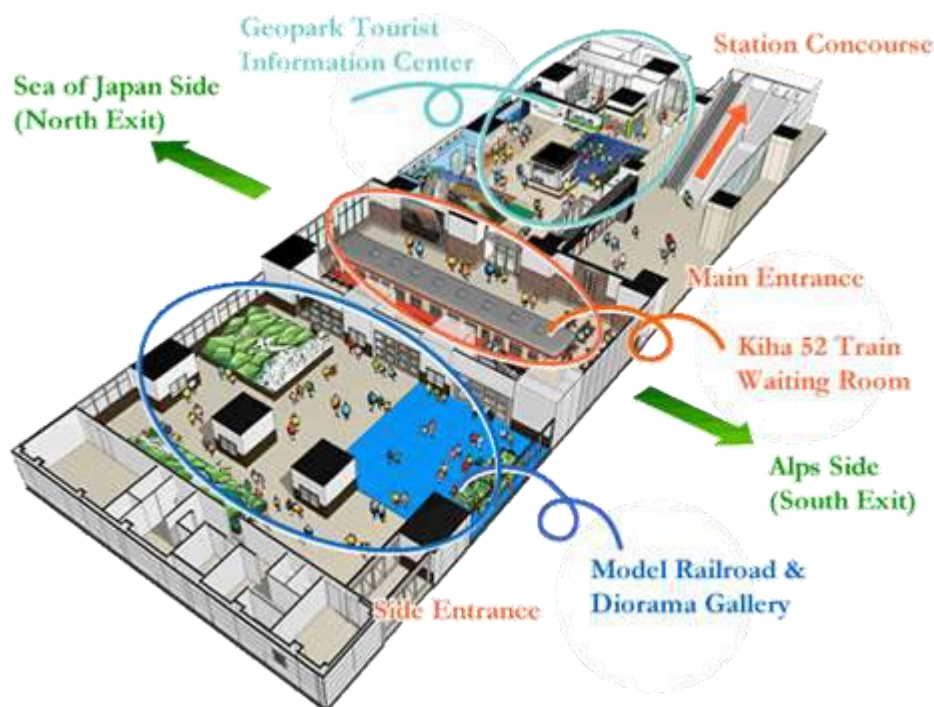 Geopark Tourist
Information Center
Station Concourse
Sea of Japan Side
(North Exit)
Main Entrance
Kiha 52 Train
Waiting Room
Alps Side
(South Exit)
Model Railroad &
Diorama Gallery
Side Entrance